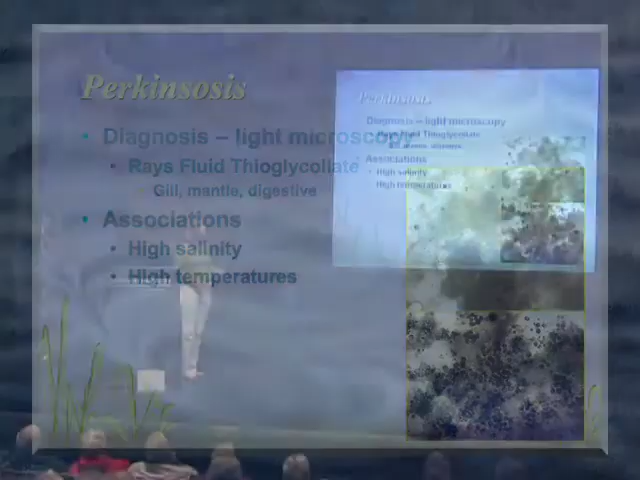 Perkinsosis
Diagnosis – light microscopy
Rays Fluid Thioglycollate
Gill, mantle, digestive
Associations
High salinity
High temperatures
Perkinsosis
Diagnosis – light microscopy
Rays Fluid Thioglycollate
Gill, mantle, digestive
Associations
High salinity
High temperatures